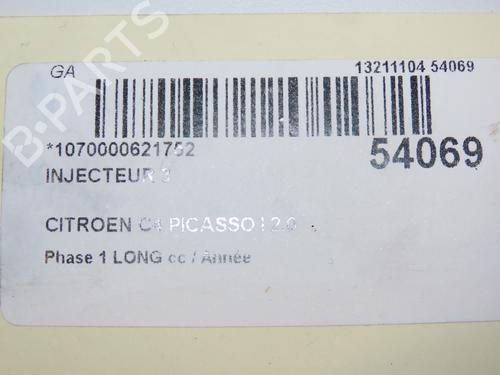 GA 13211104 54069
*1070000621752
54069
INJECTEUR 3
CITROEN C4 PICASSO I 2.0
Phase 1 LONG cc / Année
B-PARTS